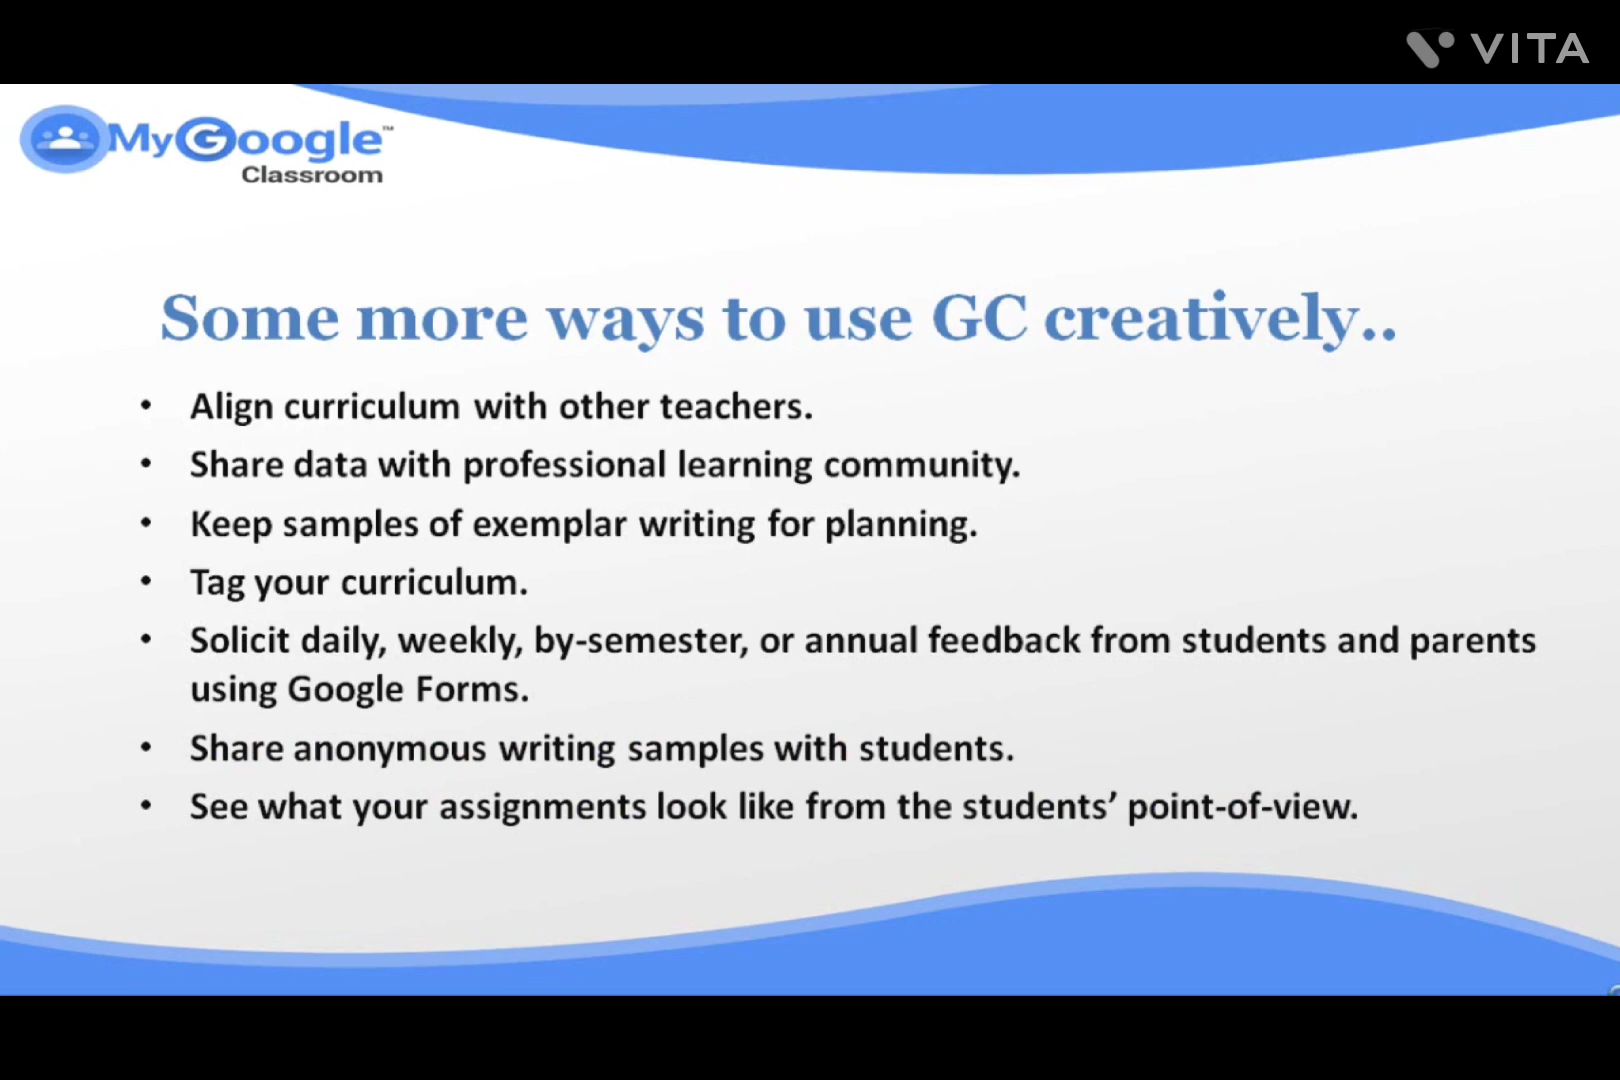 VITA
MyGoogle™
Classroom
Some more ways to use GC creatively..
• Align curriculum with other teachers.
• Share data with professional learning community.
• Keep samples of exemplar writing for planning.
• Tag your curriculum.
• Solicit daily, weekly, by-semester, or annual feedback from students and parents
using Google Forms.
• Share anonymous writing samples with students.
• See what your assignments look like from the students’ point-of-view.